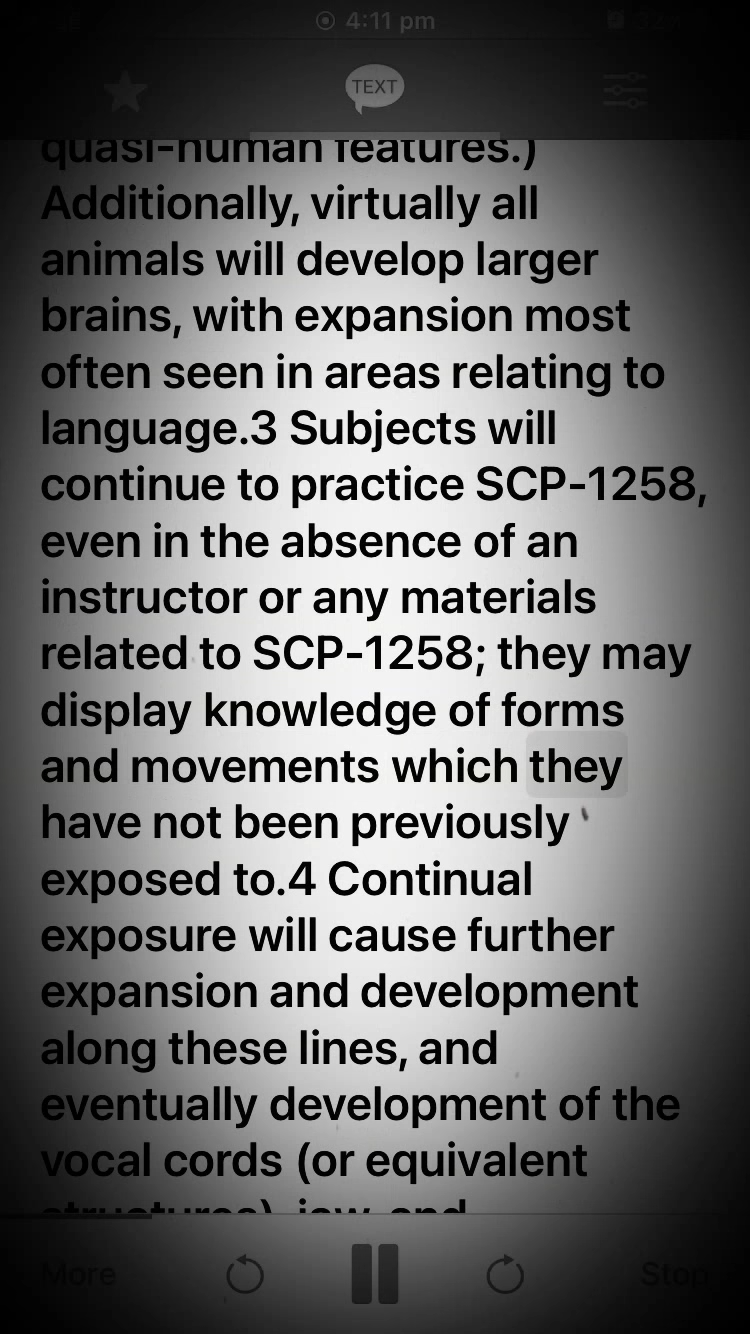 4:11 pm
TEXT
quasi-human features.)
Additionally, virtually all
animals will develop larger
brains, with expansion most
often seen in areas relating to
language.3 Subjects will
continue to practice SCP-1258,
even in the absence of an
instructor or any materials
related to SCP-1258; they may
display knowledge of forms
and movements which they
have not been previously
exposed to.4 Continual
exposure will cause further
expansion and development
along these lines, and
eventually development of the
vocal cords (or equivalent
structures), jaw, and
More
Stop